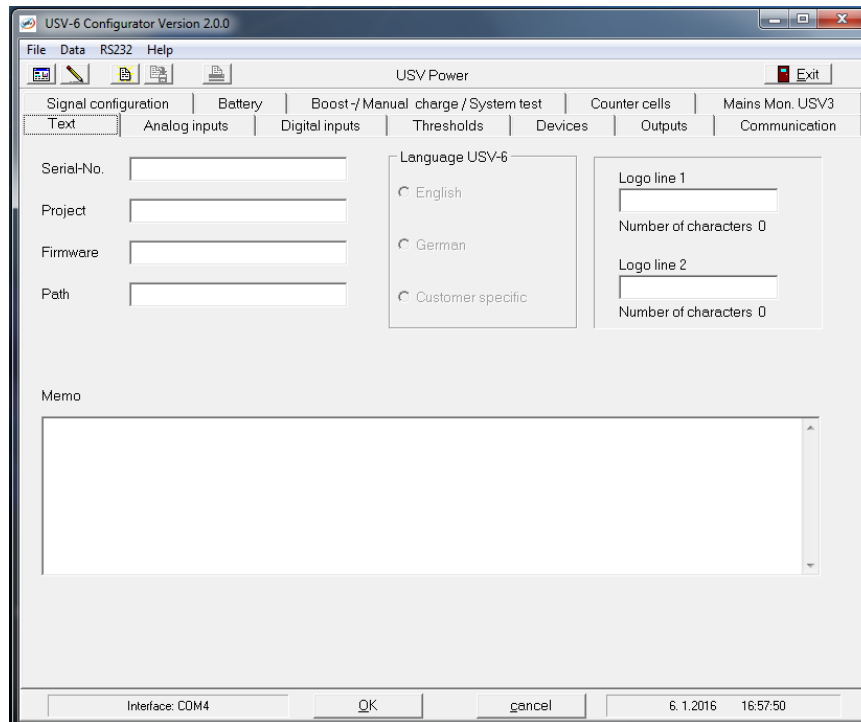 USV-6 Configurator Version 2.0.0
File Data RS232 Help
USV Power Exit
Signal configuration Battery Boost-/Manual charge / System test Counter cells Mains Mon. USV3
Text Analog inputs Digital inputs Thresholds Devices Outputs Communication
Serial-No.
Project
Firmware
Path
Language USV-6
English
German
Customer specific
Logo line 1
Number of characters 0
Logo line 2
Number of characters 0
Memo
Interface: COM4 OK cancel 6. 1.2016 16:57:50